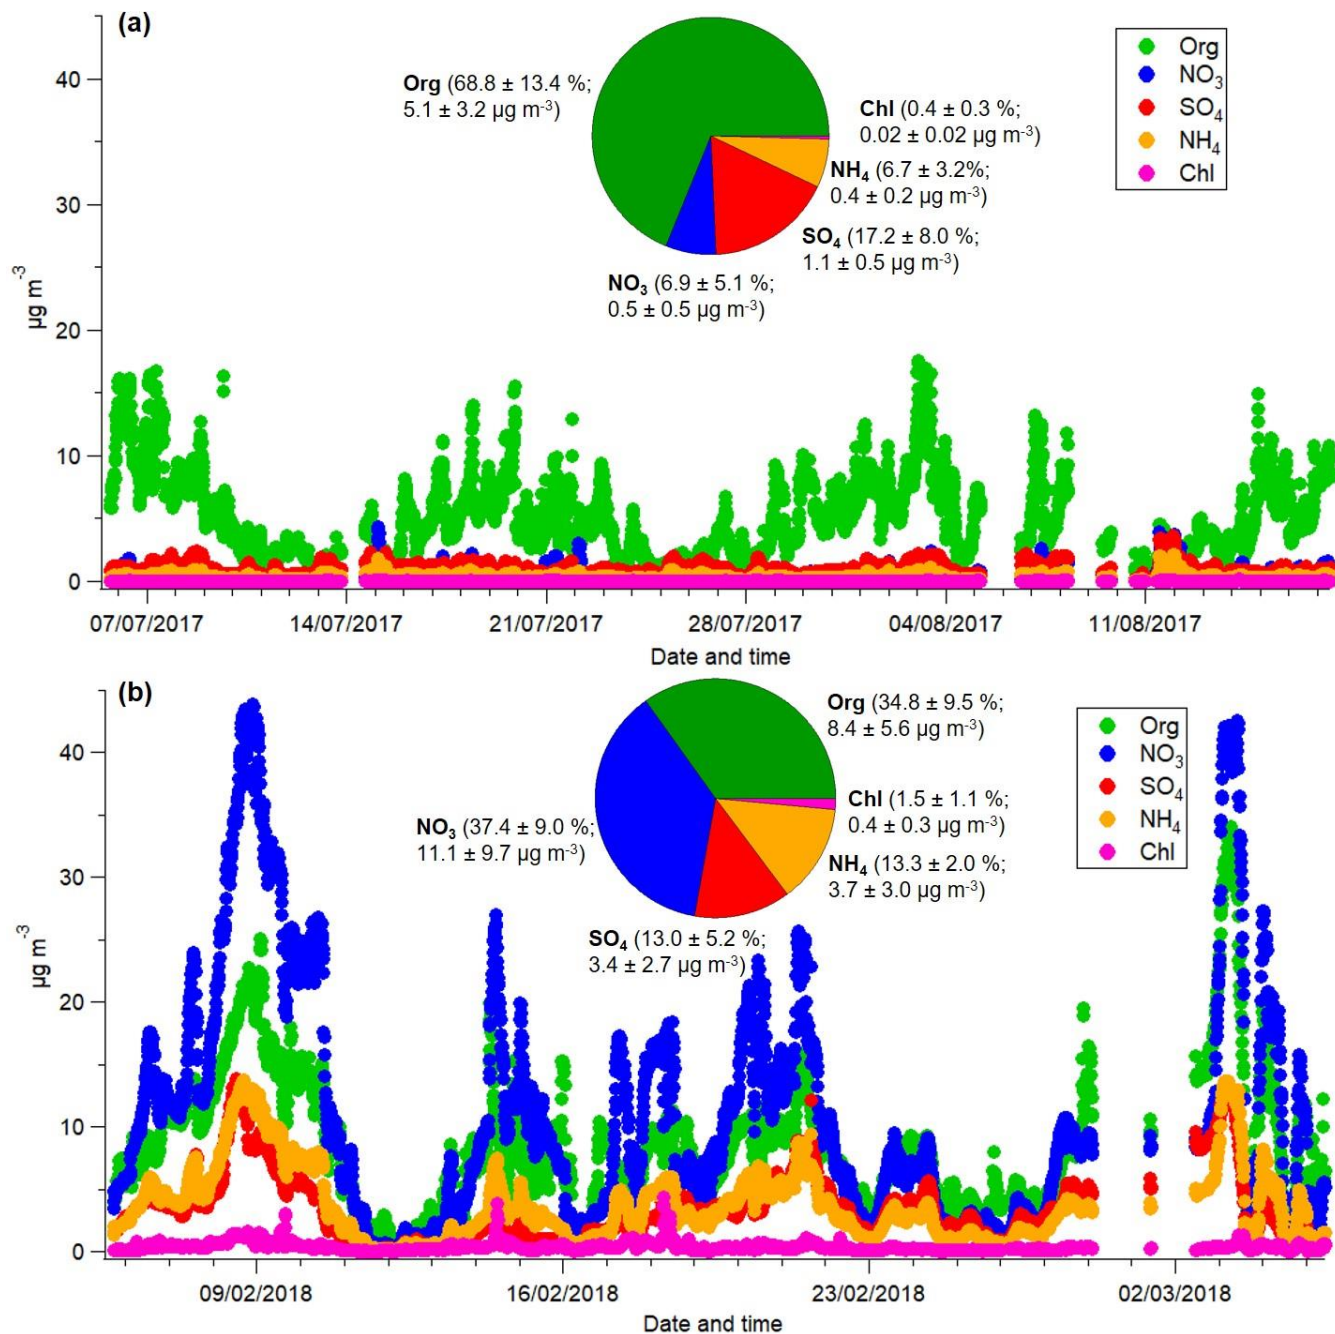 (a)
Org (68.8 ± 13.4 %;
5.1 ± 3.2 µg m⁻³)
Chl (0.4 ± 0.3 %;
0.02 ± 0.02 µg m⁻³)
NH₄ (6.7 ± 3.2%;
0.4 ± 0.2 µg m⁻³)
SO₄ (17.2 ± 8.0 %;
1.1 ± 0.5 µg m⁻³)
NO₃ (6.9 ± 5.1 %;
0.5 ± 0.5 µg m⁻³)
Org
NO₃
SO₄
NH₄
Chl
µg m⁻³
40
30
20
10
0
07/07/2017
14/07/2017
21/07/2017
28/07/2017
04/08/2017
11/08/2017
Date and time
(b)
Org (34.8 ± 9.5 %;
8.4 ± 5.6 µg m⁻³)
Chl (1.5 ± 1.1 %;
0.4 ± 0.3 µg m⁻³)
NH₄ (13.3 ± 2.0 %;
3.7 ± 3.0 µg m⁻³)
NO₃ (37.4 ± 9.0 %;
11.1 ± 9.7 µg m⁻³)
SO₄ (13.0 ± 5.2 %;
3.4 ± 2.7 µg m⁻³)
Org
NO₃
SO₄
NH₄
Chl
µg m⁻³
40
30
20
10
0
09/02/2018
16/02/2018
23/02/2018
02/03/2018
Date and time